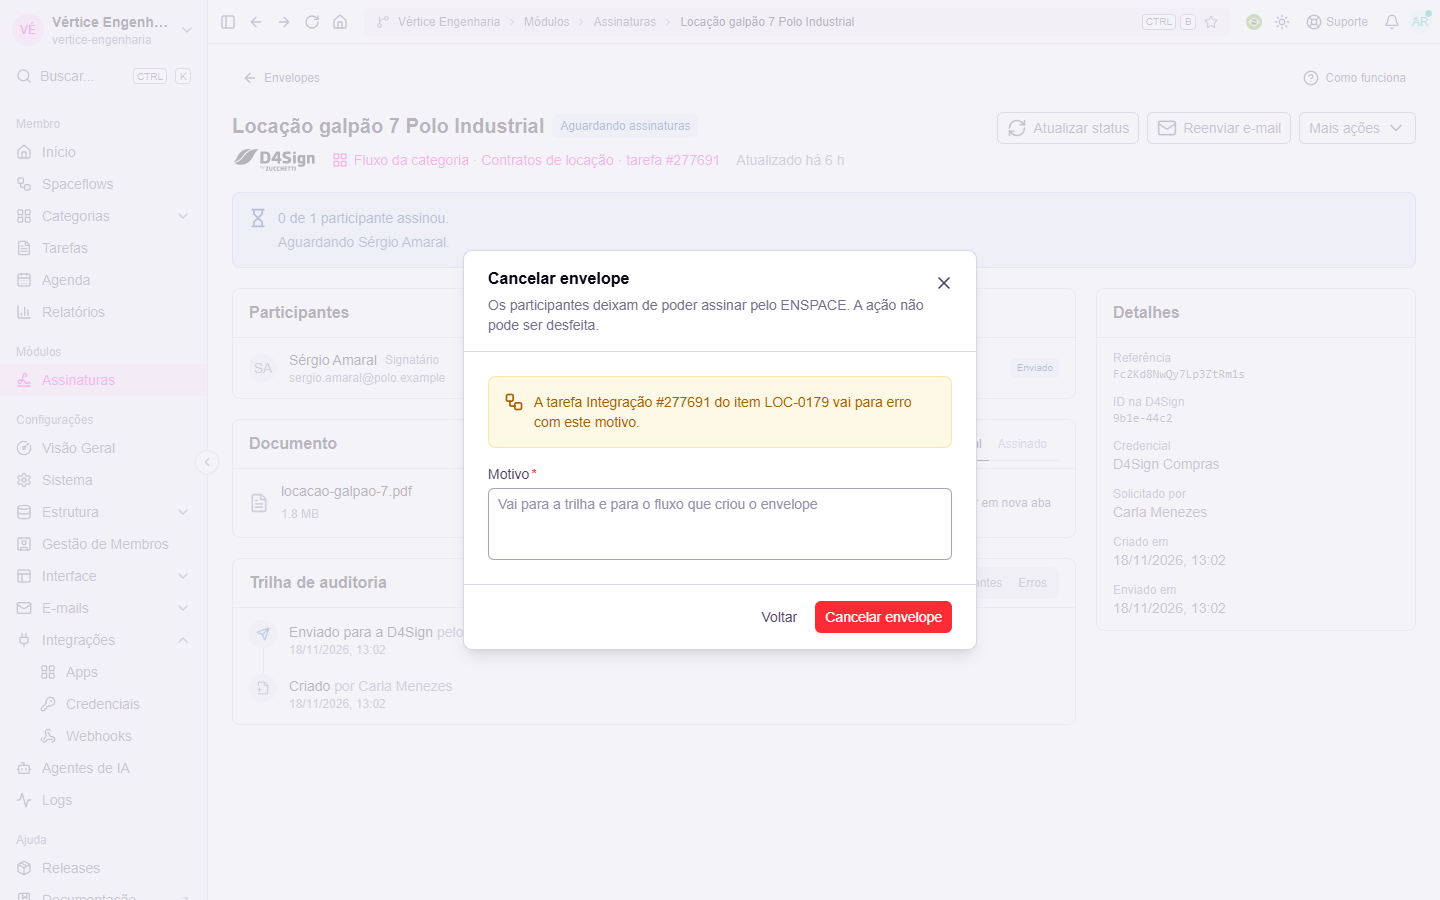 VÉ
Vértice Engenh...
vertice-engenharia
Buscar...
CTRL K
Membro
Início
Spaceflows
Categorias
Tarefas
Agenda
Relatórios
Módulos
Assinaturas
Configurações
Visão Geral
Sistema
Estrutura
Gestão de Membros
Interface
E-mails
Integrações
Apps
Credenciais
Webhooks
Agentes de IA
Logs
Ajuda
Releases
Documentação
Vértice Engenharia
Módulos
Assinaturas
Locação galpão 7 Polo Industrial
CTRL B
Suporte
AR
Envelopes
Como funciona
Locação galpão 7 Polo Industrial
Aguardando assinaturas
Atualizar status
Reenviar e-mail
Mais ações
D4Sign
by ZUCCHETTI
Fluxo da categoria · Contratos de locação · tarefa #277691
Atualizado há 6 h
0 de 1 participante assinou.
Aguardando Sérgio Amaral.
Participantes
SA
Sérgio Amaral Signatário
sergio.amaral@polo.example
Enviado
Documento
Assinado
locacao-galpao-7.pdf
1.8 MB
em nova aba
Trilha de auditoria
Erros
Enviado para a D4Sign pelo
18/11/2026, 13:02
Criado por Carla Menezes
18/11/2026, 13:02
Detalhes
Referência
Fc2Kd8NwQy7Lp3ZtRm1s
ID na D4Sign
9b1e-44c2
Credencial
D4Sign Compras
Solicitado por
Carla Menezes
Criado em
18/11/2026, 13:02
Enviado em
18/11/2026, 13:02
Cancelar envelope
Os participantes deixam de poder assinar pelo ENSPACE. A ação não
pode ser desfeita.
A tarefa Integração #277691 do item LOC-0179 vai para erro
com este motivo.
Motivo*
Vai para a trilha e para o fluxo que criou o envelope
Voltar
Cancelar envelope